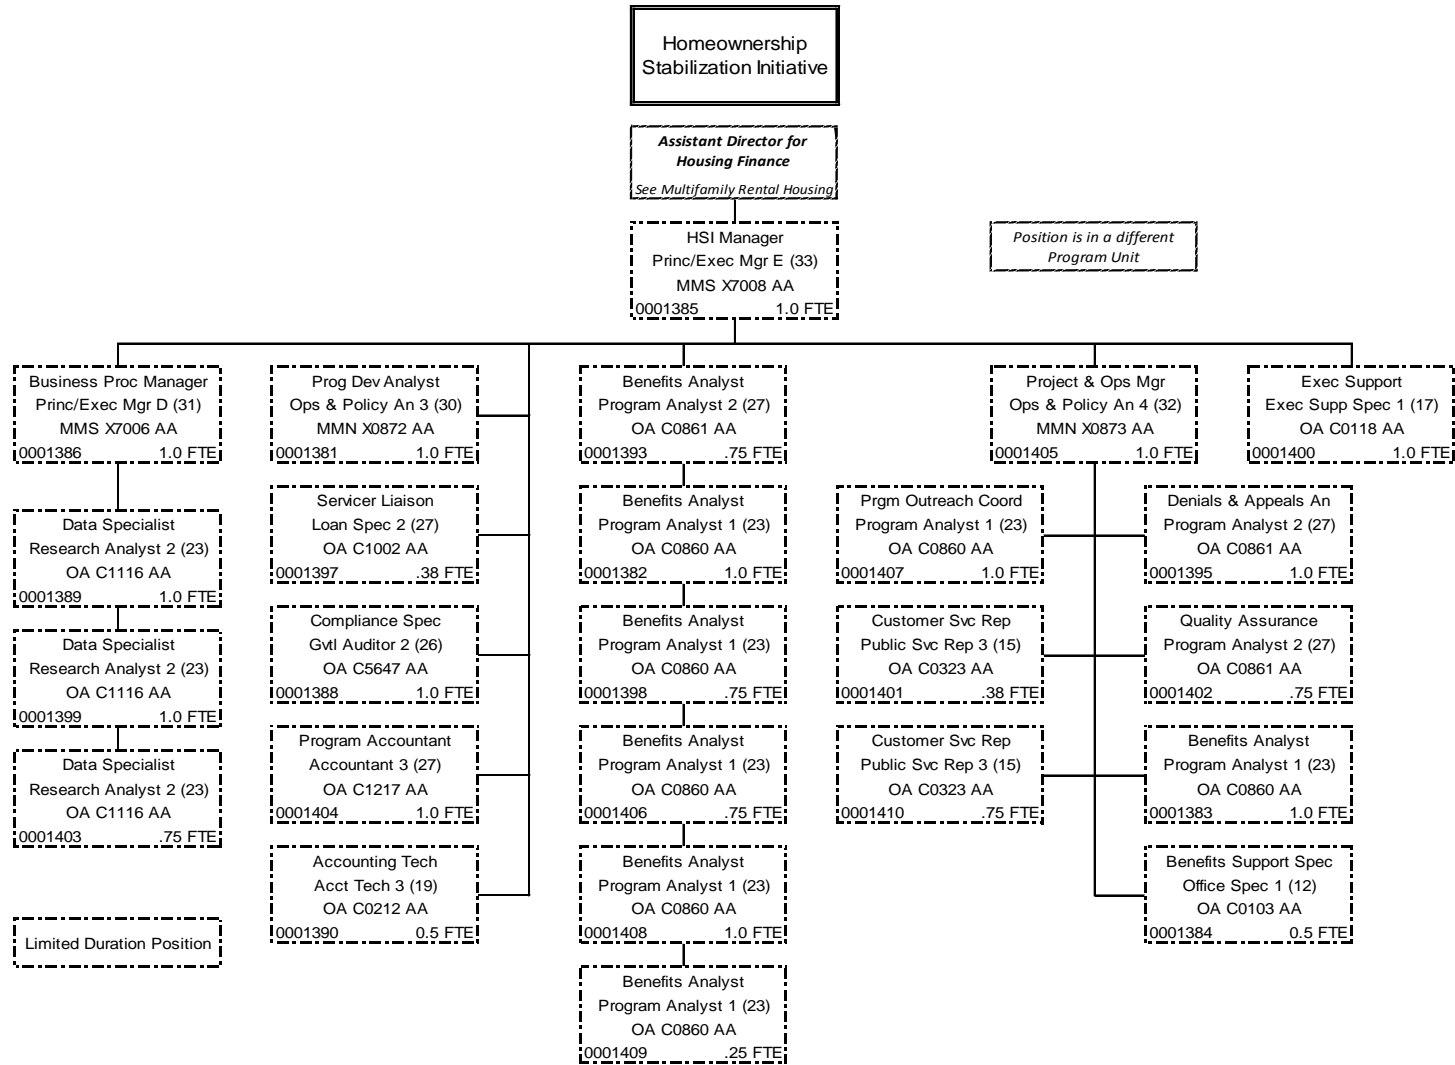 Homeownership
Stabilization Initiative
Assistant Director for
Housing Finance
See Multifamily Rental Housing
HSI Manager
Princ/Exec Mgr E (33)
MMS X7008 AA
0001385 1.0 FTE
Position is in a different
Program Unit
Business Proc Manager
Princ/Exec Mgr D (31)
MMS X7006 AA
0001386 1.0 FTE
Data Specialist
Research Analyst 2 (23)
OA C1116 AA
0001389 1.0 FTE
Data Specialist
Research Analyst 2 (23)
OA C1116 AA
0001399 1.0 FTE
Data Specialist
Research Analyst 2 (23)
OA C1116 AA
0001403 .75 FTE
Limited Duration Position
Prog Dev Analyst
Ops & Policy An 3 (30)
MMN X0872 AA
0001381 1.0 FTE
Servicer Liaison
Loan Spec 2 (27)
OA C1002 AA
0001397 .38 FTE
Compliance Spec
Gvtl Auditor 2 (26)
OA C5647 AA
0001388 1.0 FTE
Program Accountant
Accountant 3 (27)
OA C1217 AA
0001404 1.0 FTE
Accounting Tech
Acct Tech 3 (19)
OA C0212 AA
0001390 0.5 FTE
Benefits Analyst
Program Analyst 2 (27)
OA C0861 AA
0001393 .75 FTE
Benefits Analyst
Program Analyst 1 (23)
OA C0860 AA
0001382 1.0 FTE
Benefits Analyst
Program Analyst 1 (23)
OA C0860 AA
0001398 .75 FTE
Benefits Analyst
Program Analyst 1 (23)
OA C0860 AA
0001406 .75 FTE
Benefits Analyst
Program Analyst 1 (23)
OA C0860 AA
0001408 1.0 FTE
Benefits Analyst
Program Analyst 1 (23)
OA C0860 AA
0001409 .25 FTE
Project & Ops Mgr
Ops & Policy An 4 (32)
MMN X0873 AA
0001405 1.0 FTE
Prgm Outreach Coord
Program Analyst 1 (23)
OA C0860 AA
0001407 1.0 FTE
Customer Svc Rep
Public Svc Rep 3 (15)
OA C0323 AA
0001401 .38 FTE
Customer Svc Rep
Public Svc Rep 3 (15)
OA C0323 AA
0001410 .75 FTE
Denials & Appeals An
Program Analyst 2 (27)
OA C0861 AA
0001395 1.0 FTE
Quality Assurance
Program Analyst 2 (27)
OA C0861 AA
0001402 .75 FTE
Benefits Analyst
Program Analyst 1 (23)
OA C0860 AA
0001383 1.0 FTE
Benefits Support Spec
Office Spec 1 (12)
OA C0103 AA
0001384 0.5 FTE
Exec Support
Exec Supp Spec 1 (17)
OA C0118 AA
0001400 1.0 FTE